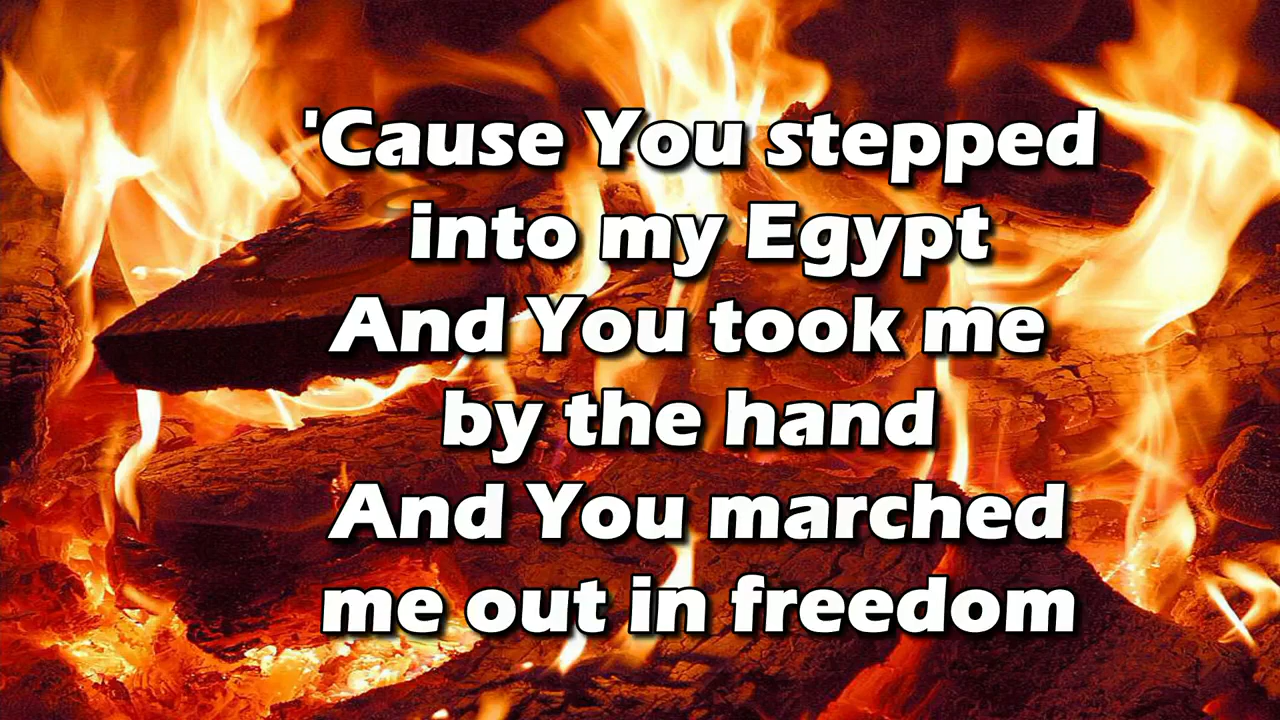 'Cause You stepped
into my Egypt
And You took me
by the hand
And You marched
me out in freedom